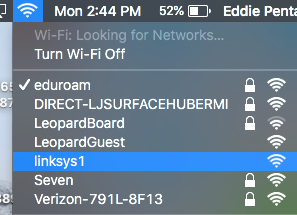 Mon 2:44 PM 52% Eddie Penta
Wi-Fi: Looking for Networks...
Turn Wi-Fi Off
eduroam
DIRECT-LJSURFACEHUBERMI
LeopardBoard
LeopardGuest
linksys1
Seven
Verizon-791L-8F13